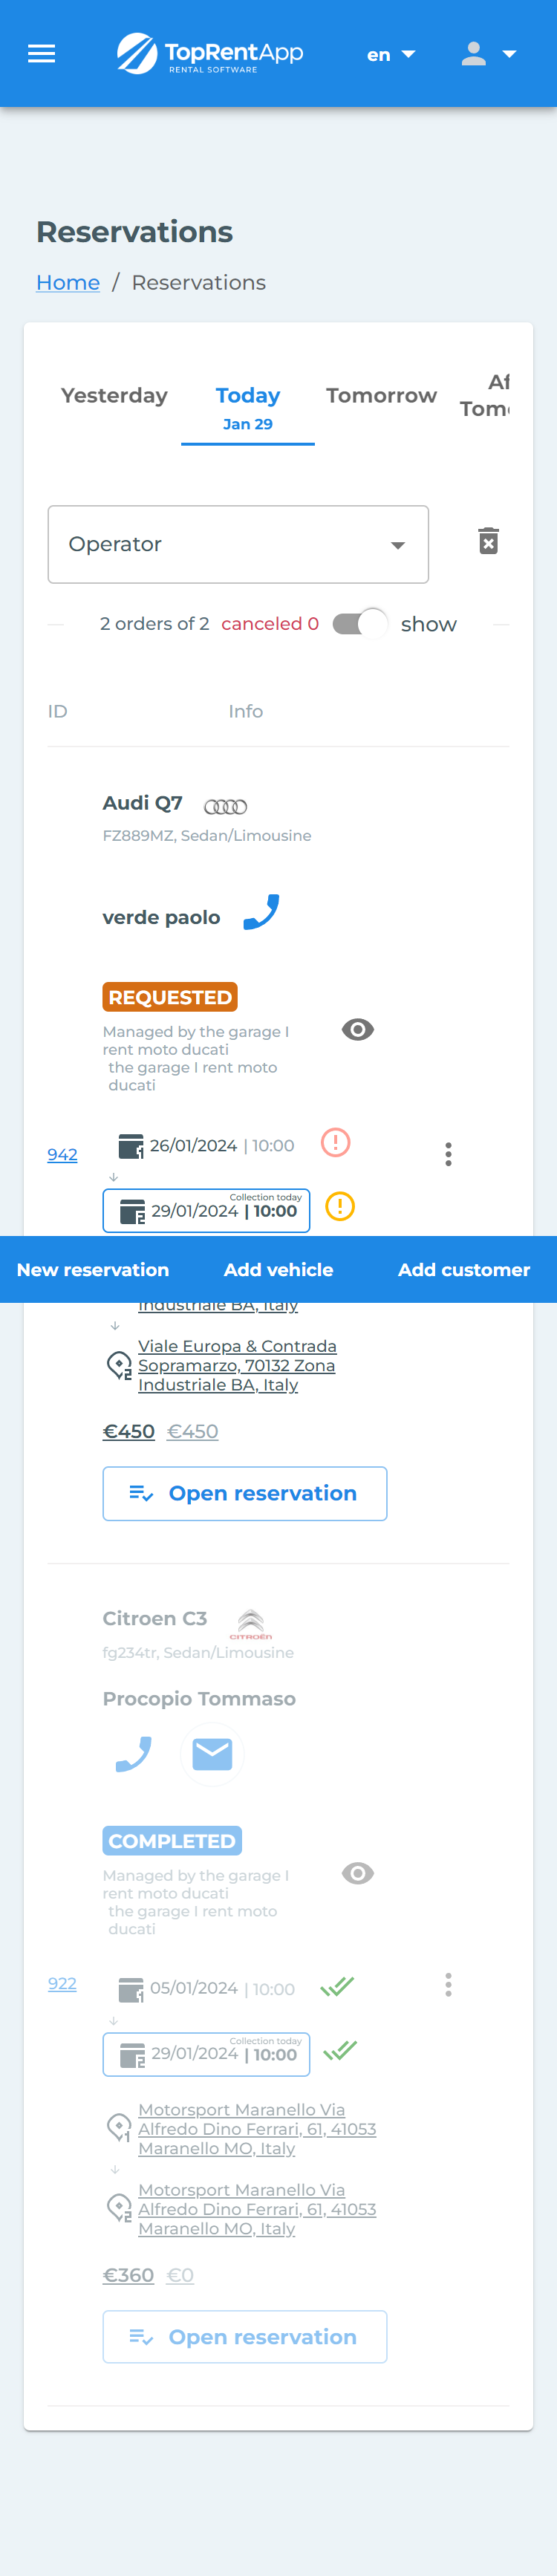 TopRentApp
RENTAL SOFTWARE
en
Reservations
Home / Reservations
Yesterday
Today
Jan 29
Tomorrow
Operator
2 orders of 2 canceled 0 show
ID Info
Audi Q7
FZ889MZ, Sedan/Limousine
verde paolo
REQUESTED
Managed by the garage I
rent moto ducati
the garage I rent moto
ducati
942
26/01/2024 | 10:00
Collection today
29/01/2024 | 10:00
New reservation Add vehicle Add customer
Industriale BA, Italy
Viale Europa & Contrada
Sopramarzo, 70132 Zona
Industriale BA, Italy
€450 €450
Open reservation
Citroen C3
CITROËN
fg234tr, Sedan/Limousine
Procopio Tommaso
COMPLETED
Managed by the garage I
rent moto ducati
the garage I rent moto
ducati
922
05/01/2024 | 10:00
Collection today
29/01/2024 | 10:00
Motorsport Maranello Via
Alfredo Dino Ferrari, 61, 41053
Maranello MO, Italy
Motorsport Maranello Via
Alfredo Dino Ferrari, 61, 41053
Maranello MO, Italy
€360 €0
Open reservation